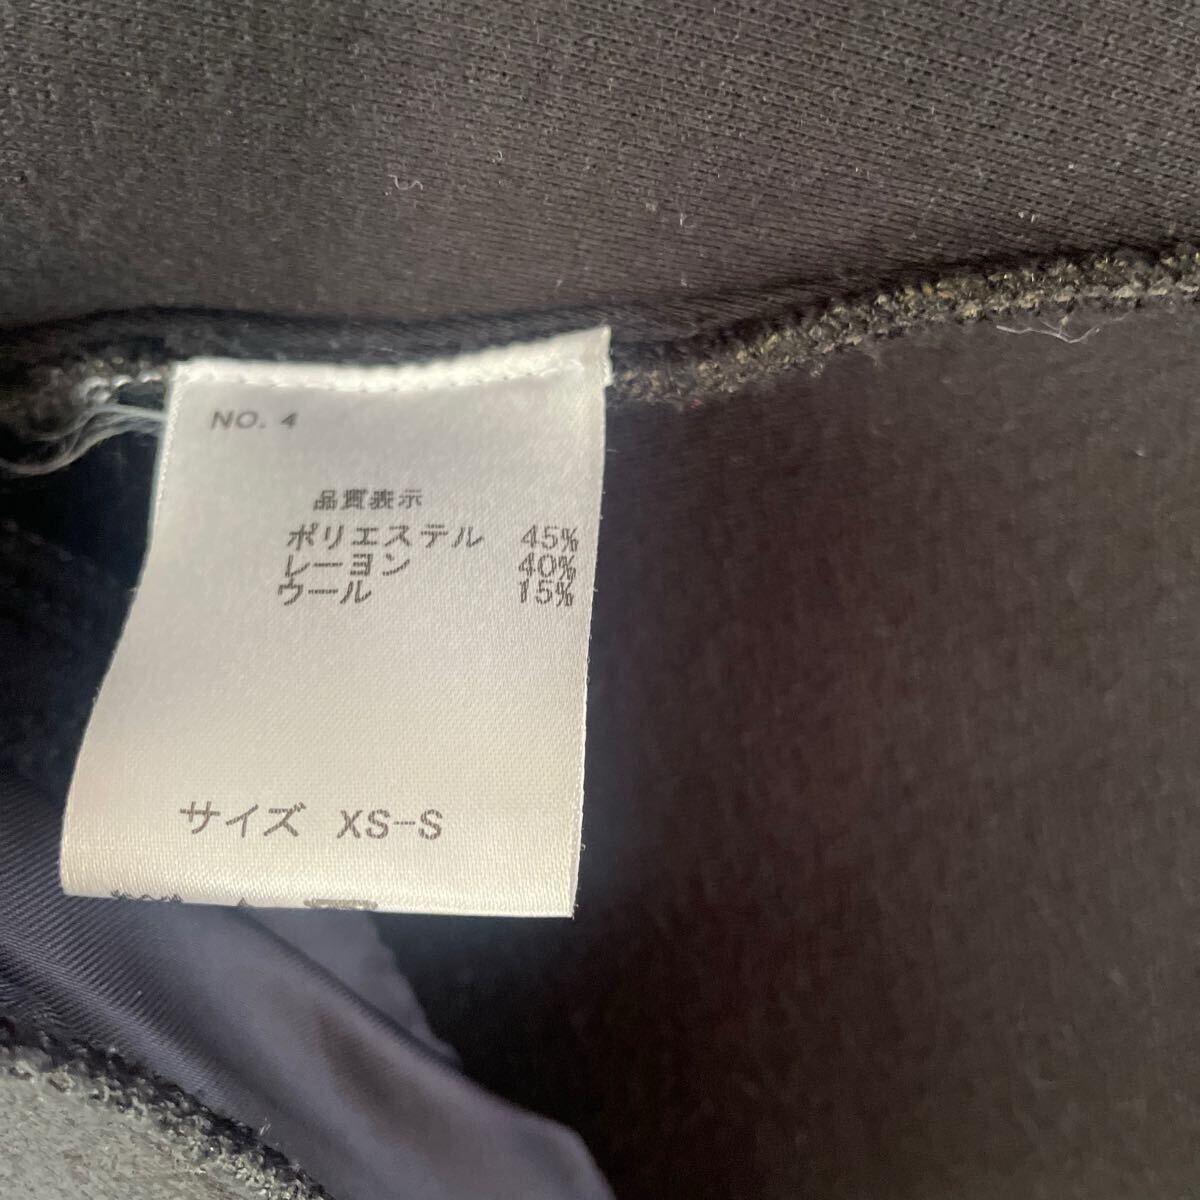 NO. 4
品質表示
ポリエステル 45%
レーヨン 40%
ウール 15%
サイズ XS-S